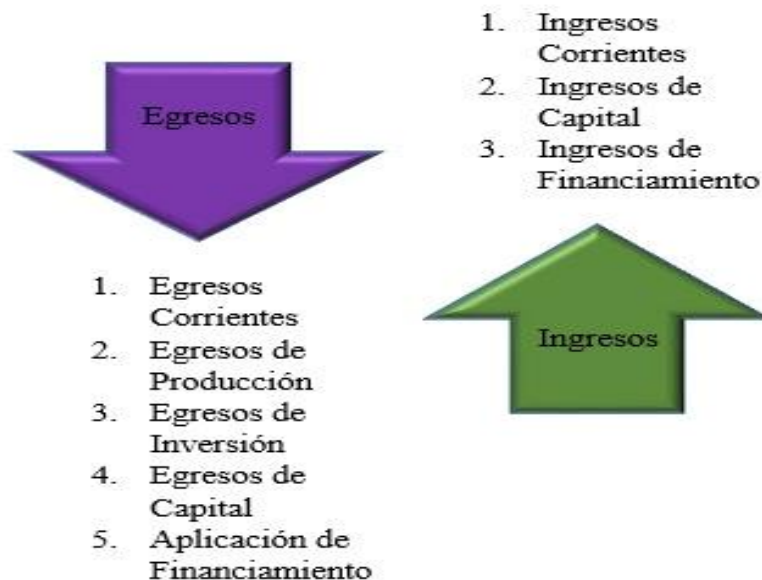 Egresos
1. Egresos
Corrientes
2. Egresos de
Producción
3. Egresos de
Inversión
4. Egresos de
Capital
5. Aplicación de
Financiamiento
1. Ingresos
Corrientes
2. Ingresos de
Capital
3. Ingresos de
Financiamiento
Ingresos